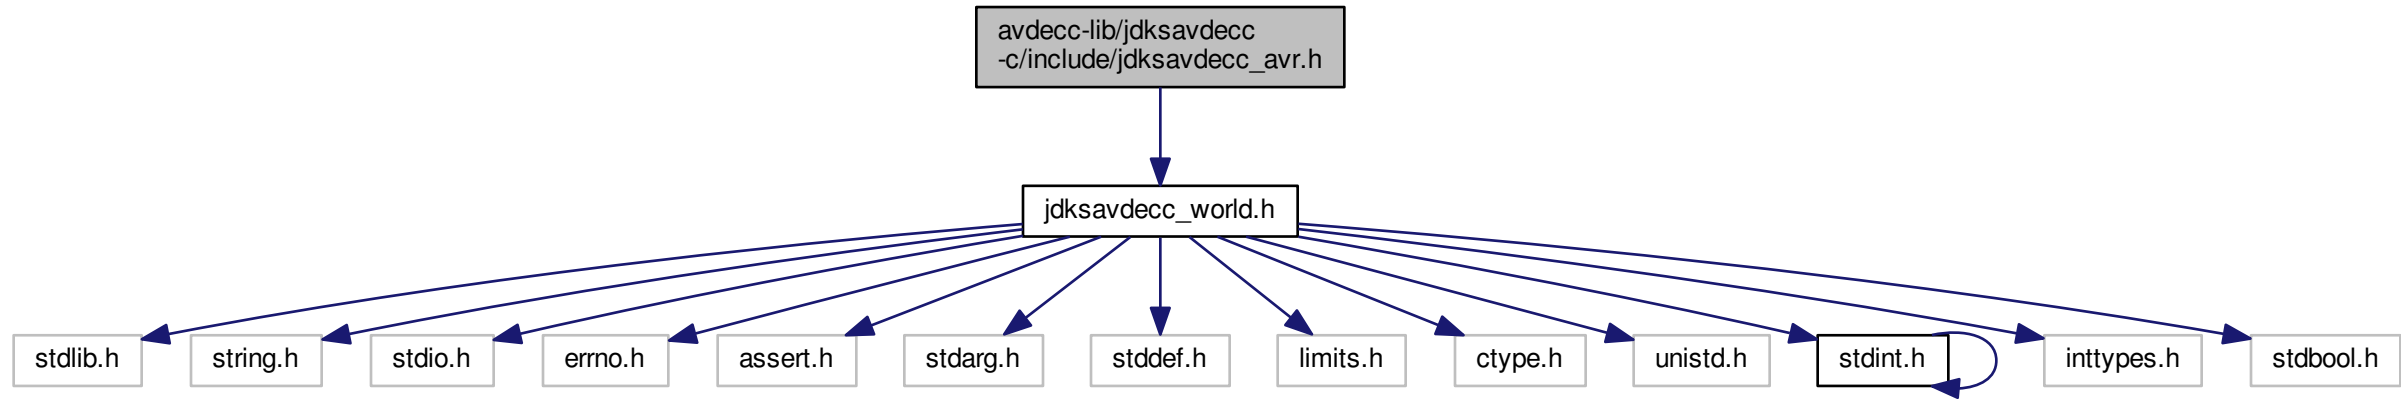 avdecc-lib/jdksavdecc
-c/include/jdksavdecc_avr.h
jdksavdecc_world.h
stdlib.h
string.h
stdio.h
errno.h
assert.h
stdarg.h
stddef.h
limits.h
ctype.h
unistd.h
stdint.h
inttypes.h
stdbool.h